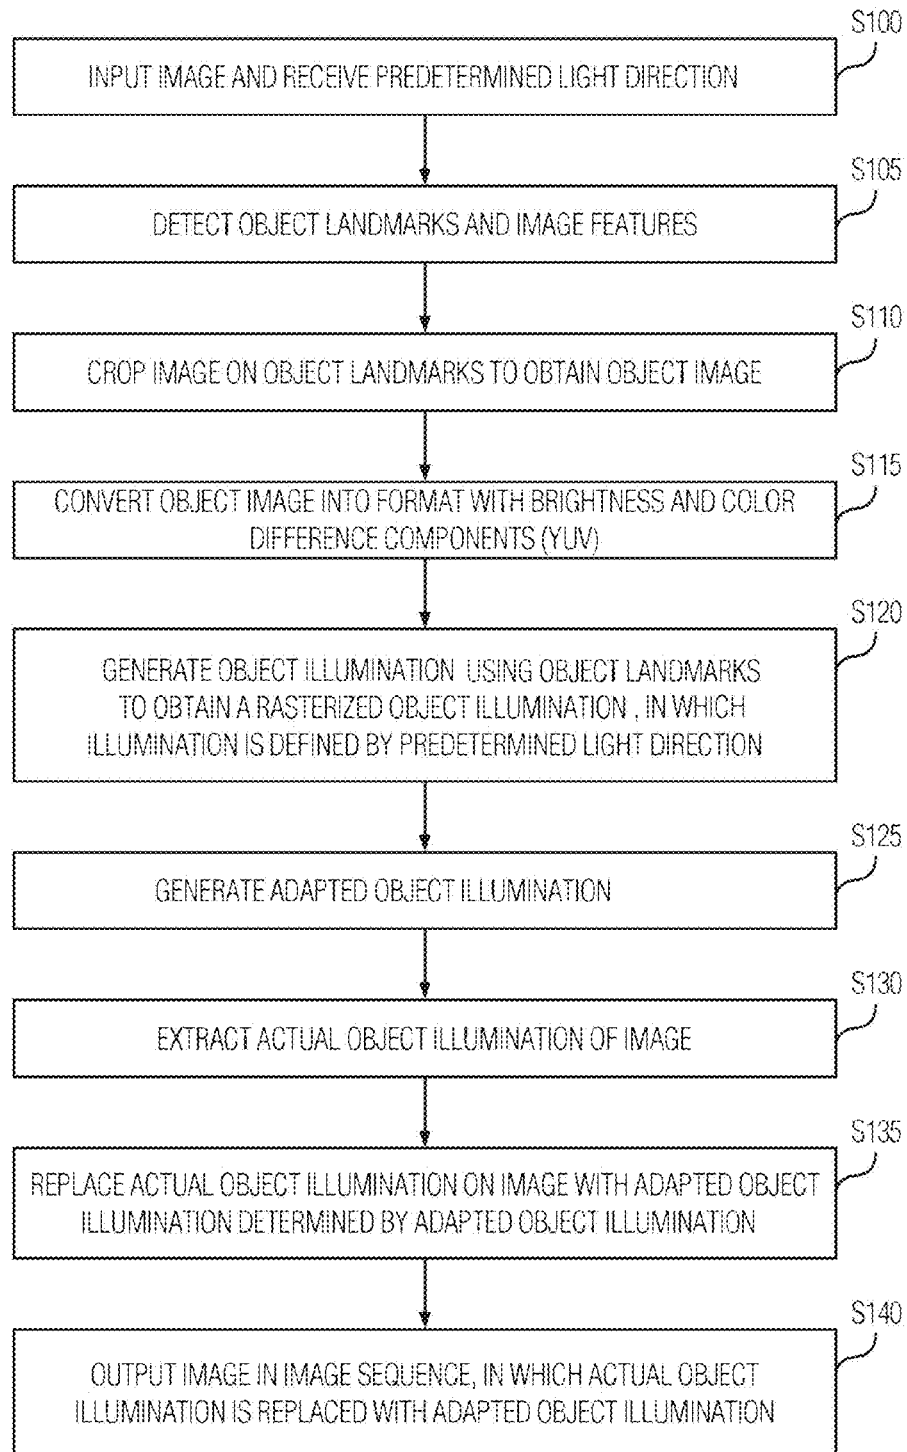 S100
INPUT IMAGE AND RECEIVE PREDETERMINED LIGHT DIRECTION
S105
DETECT OBJECT LANDMARKS AND IMAGE FEATURES
S110
CROP IMAGE ON OBJECT LANDMARKS TO OBTAIN OBJECT IMAGE
S115
CONVERT OBJECT IMAGE INTO FORMAT WITH BRIGHTNESS AND COLOR
DIFFERENCE COMPONENTS (YUV)
S120
GENERATE OBJECT ILLUMINATION USING OBJECT LANDMARKS
TO OBTAIN A RASTERIZED OBJECT ILLUMINATION , IN WHICH
ILLUMINATION IS DEFINED BY PREDETERMINED LIGHT DIRECTION
S125
GENERATE ADAPTED OBJECT ILLUMINATION
S130
EXTRACT ACTUAL OBJECT ILLUMINATION OF IMAGE
S135
REPLACE ACTUAL OBJECT ILLUMINATION ON IMAGE WITH ADAPTED OBJECT
ILLUMINATION DETERMINED BY ADAPTED OBJECT ILLUMINATION
S140
OUTPUT IMAGE IN IMAGE SEQUENCE, IN WHICH ACTUAL OBJECT
ILLUMINATION IS REPLACED WITH ADAPTED OBJECT ILLUMINATION